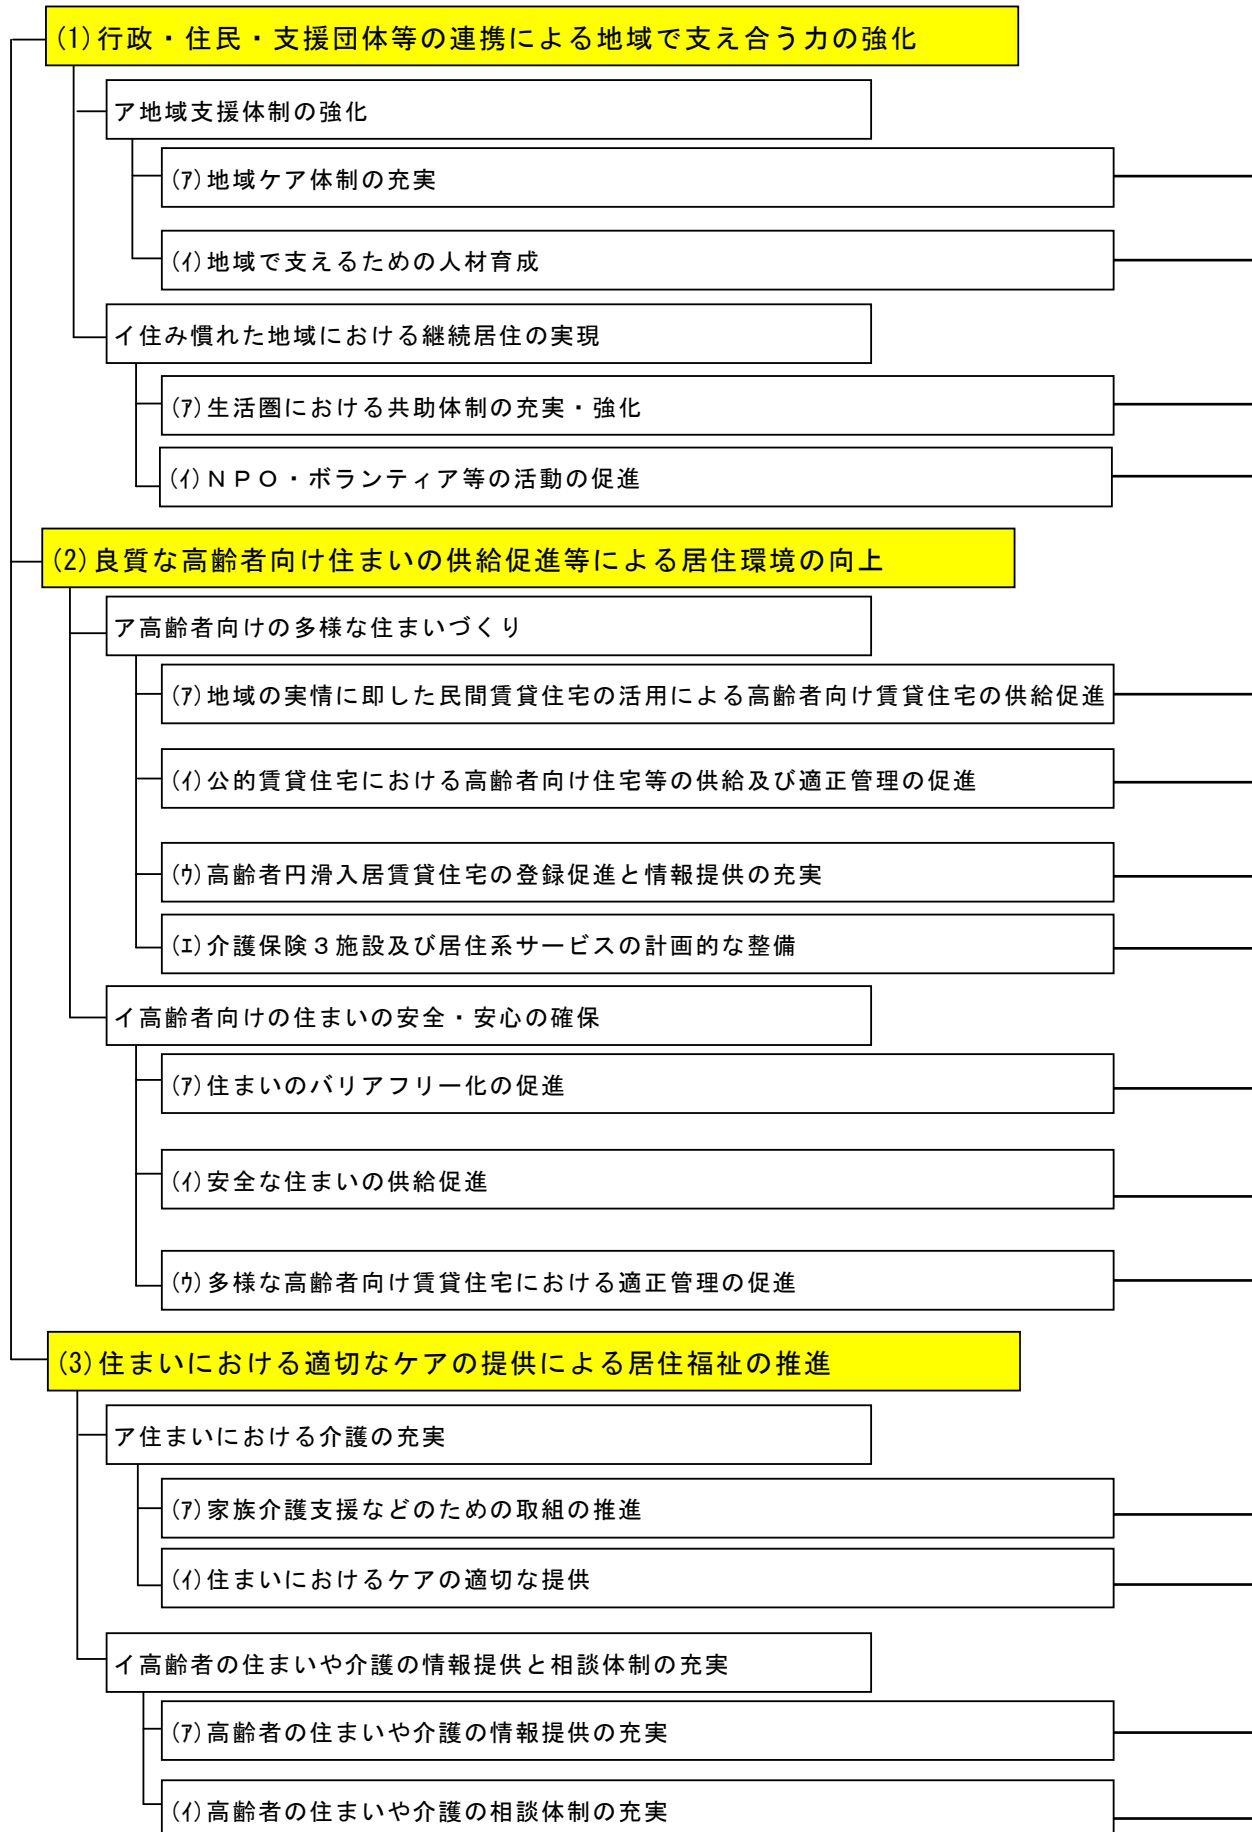 (1)行政・住民・支援団体等の連携による地域で支え合う力の強化
ア地域支援体制の強化
(ｱ)地域ケア体制の充実
(ｲ)地域で支えるための人材育成
イ住み慣れた地域における継続居住の実現
(ｱ)生活圏における共助体制の充実・強化
(ｲ)ＮＰＯ・ボランティア等の活動の促進
(2)良質な高齢者向け住まいの供給促進等による居住環境の向上
ア高齢者向けの多様な住まいづくり
(ｱ)地域の実情に即した民間賃貸住宅の活用による高齢者向け賃貸住宅の供給促進
(ｲ)公的賃貸住宅における高齢者向け住宅等の供給及び適正管理の促進
(ｳ)高齢者円滑入居賃貸住宅の登録促進と情報提供の充実
(ｴ)介護保険３施設及び居住系サービスの計画的な整備
イ高齢者向けの住まいの安全・安心の確保
(ｱ)住まいのバリアフリー化の促進
(ｲ)安全な住まいの供給促進
(ｳ)多様な高齢者向け賃貸住宅における適正管理の促進
(3)住まいにおける適切なケアの提供による居住福祉の推進
ア住まいにおける介護の充実
(ｱ)家族介護支援などのための取組の推進
(ｲ)住まいにおけるケアの適切な提供
イ高齢者の住まいや介護の情報提供と相談体制の充実
(ｱ)高齢者の住まいや介護の情報提供の充実
(ｲ)高齢者の住まいや介護の相談体制の充実